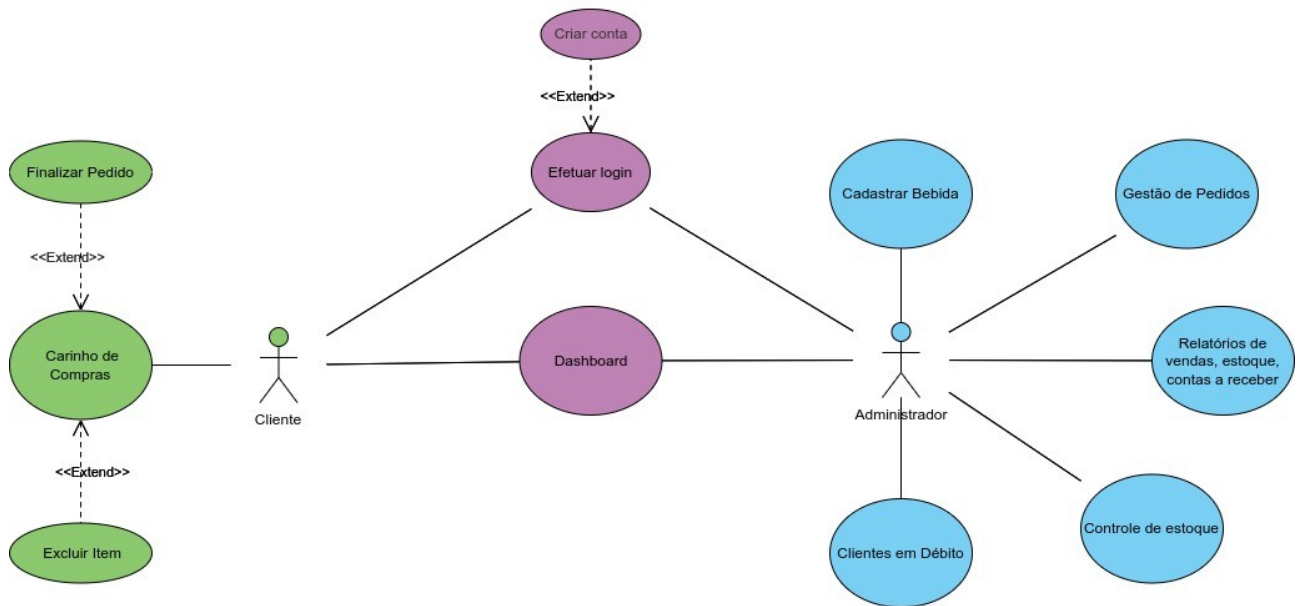 Criar conta
<<Extend>>
Finalizar Pedido
Efetuar login
Cadastrar Bebida
Gestão de Pedidos
<<Extend>>
Carinho de
Compras
Dashboard
Relatórios de
vendas, estoque,
contas a receber
Cliente
Administrador
<<Extend>>
Controle de estoque
Excluir Item
Clientes em Débito